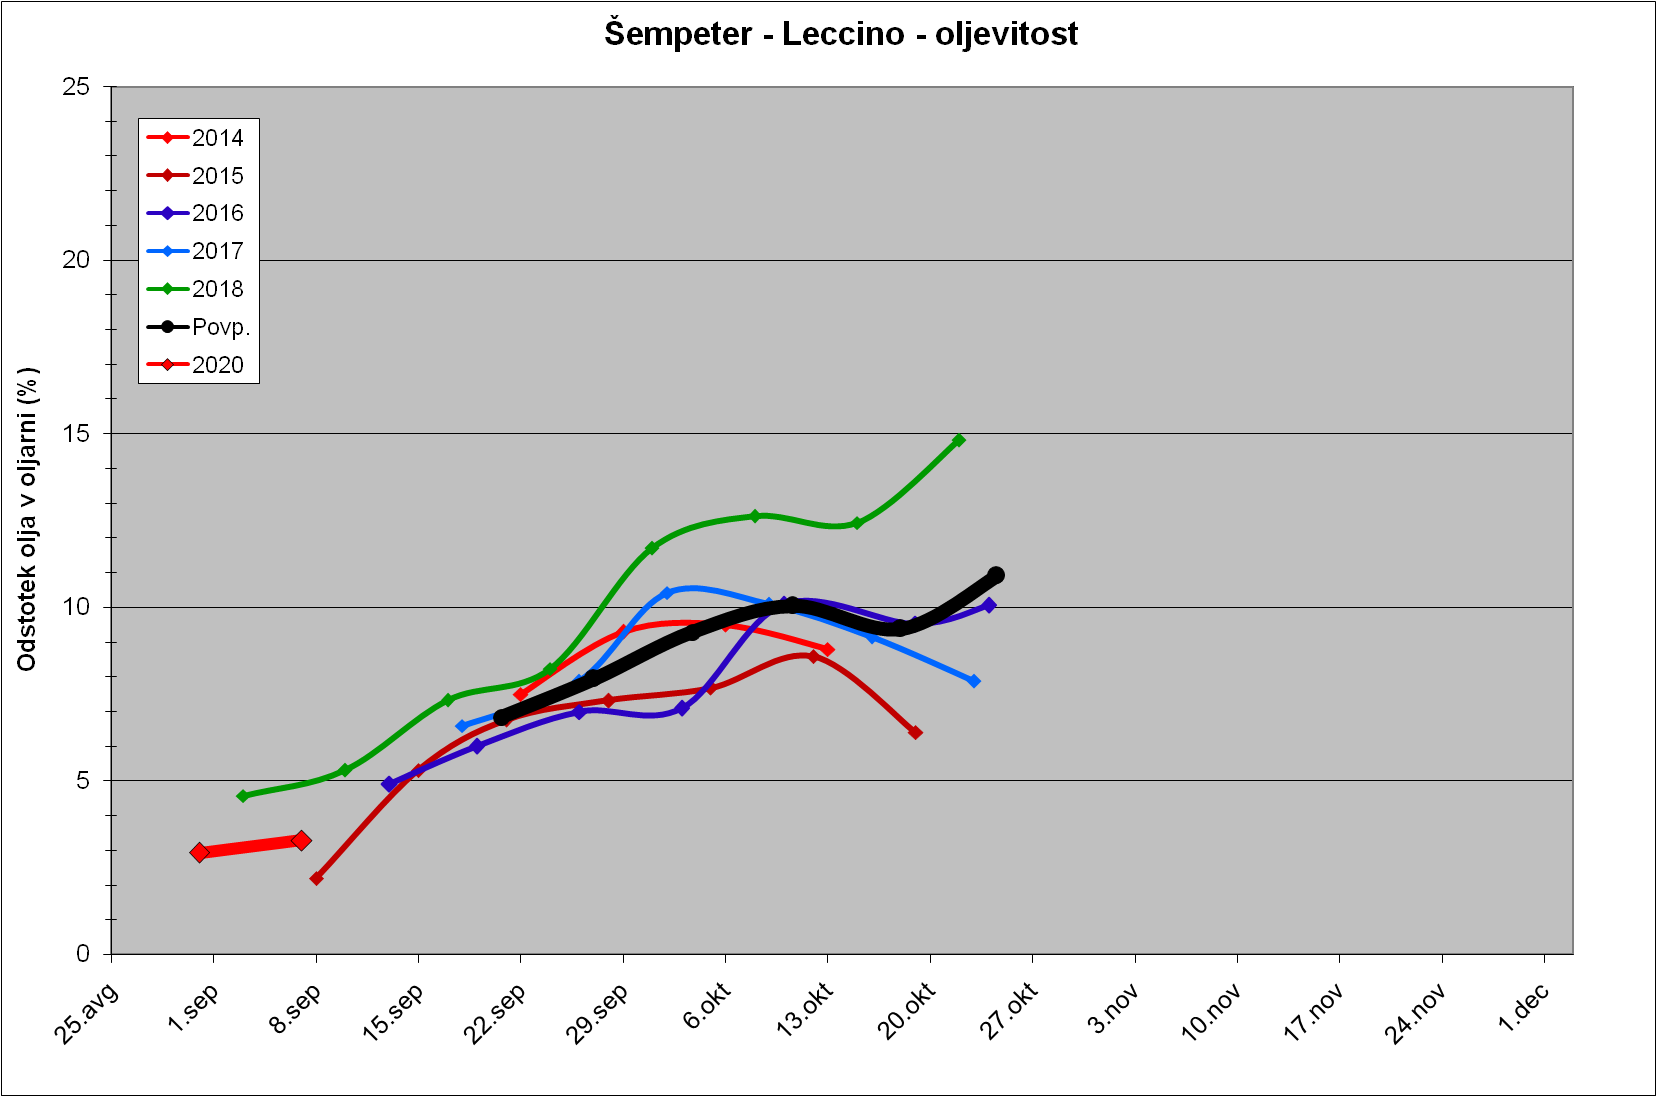 Šempeter - Leccino - oljevitost
Odstotek olja v oljarni (%)
25
20
15
10
5
0
2014
2015
2016
2017
2018
Povp.
2020
25.avg
1.sep
8.sep
15.sep
22.sep
29.sep
6.okt
13.okt
20.okt
27.okt
3.nov
10.nov
17.nov
24.nov
1.dec